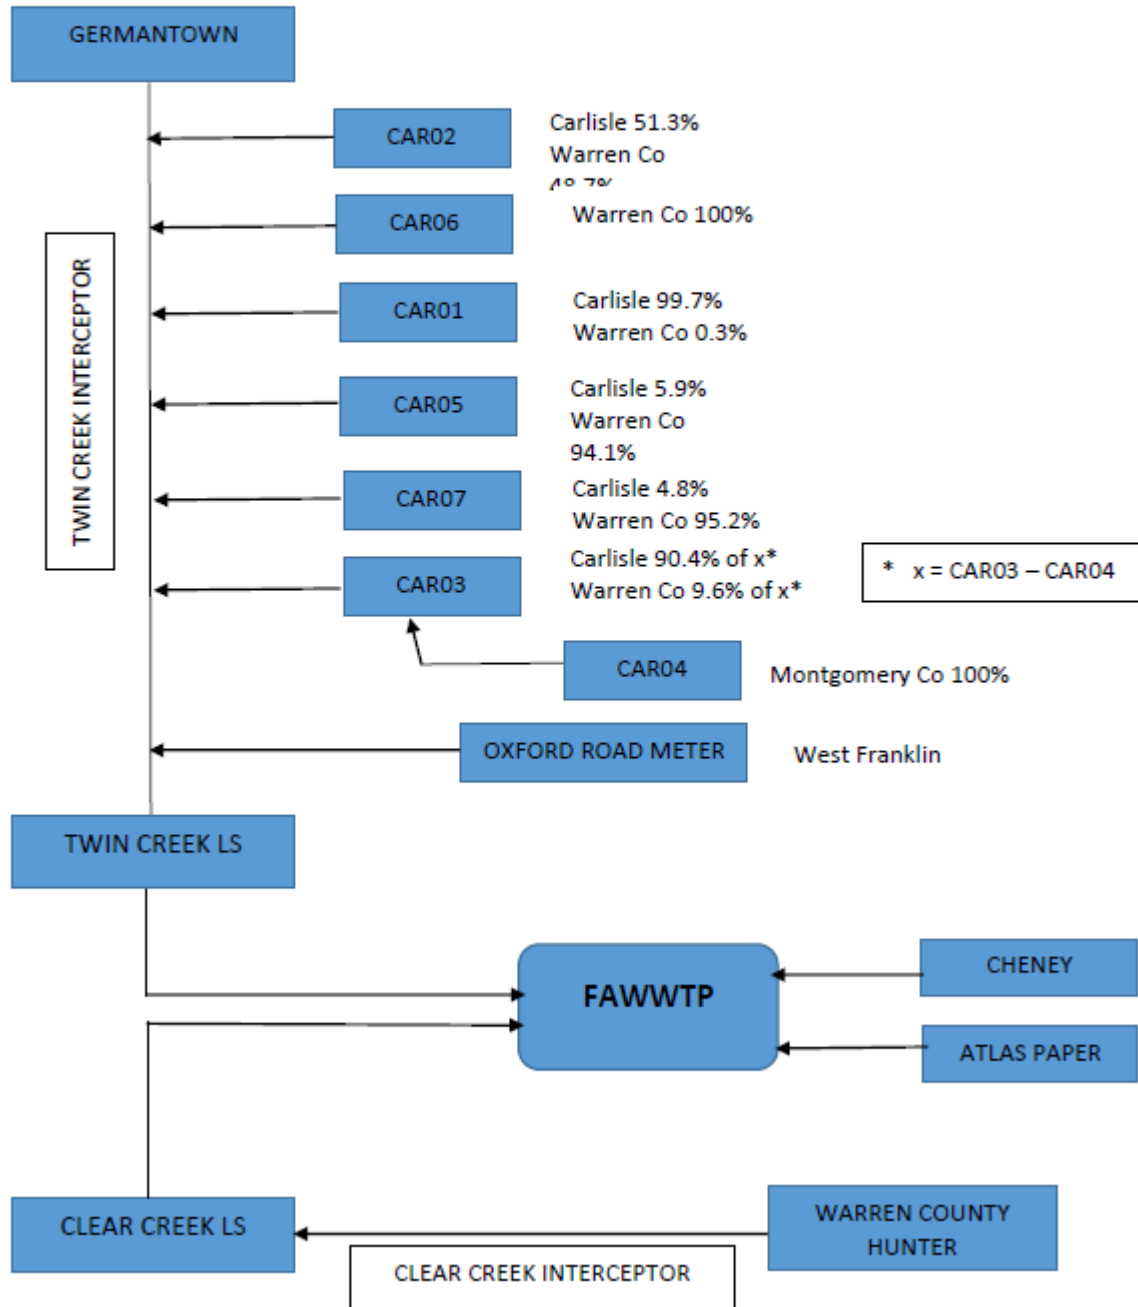 GERMANTOWN
CAR02
Carlisle 51.3%
Warren Co
48.7%
CAR06
Warren Co 100%
TWIN CREEK INTERCEPTOR
CAR01
Carlisle 99.7%
Warren Co 0.3%
CAR05
Carlisle 5.9%
Warren Co
94.1%
CAR07
Carlisle 4.8%
Warren Co 95.2%
CAR03
Carlisle 90.4% of x*
Warren Co 9.6% of x*
* x = CAR03 – CAR04
CAR04
Montgomery Co 100%
OXFORD ROAD METER
West Franklin
TWIN CREEK LS
FAWWTP
CHENEY
ATLAS PAPER
CLEAR CREEK LS
WARREN COUNTY
HUNTER
CLEAR CREEK INTERCEPTOR